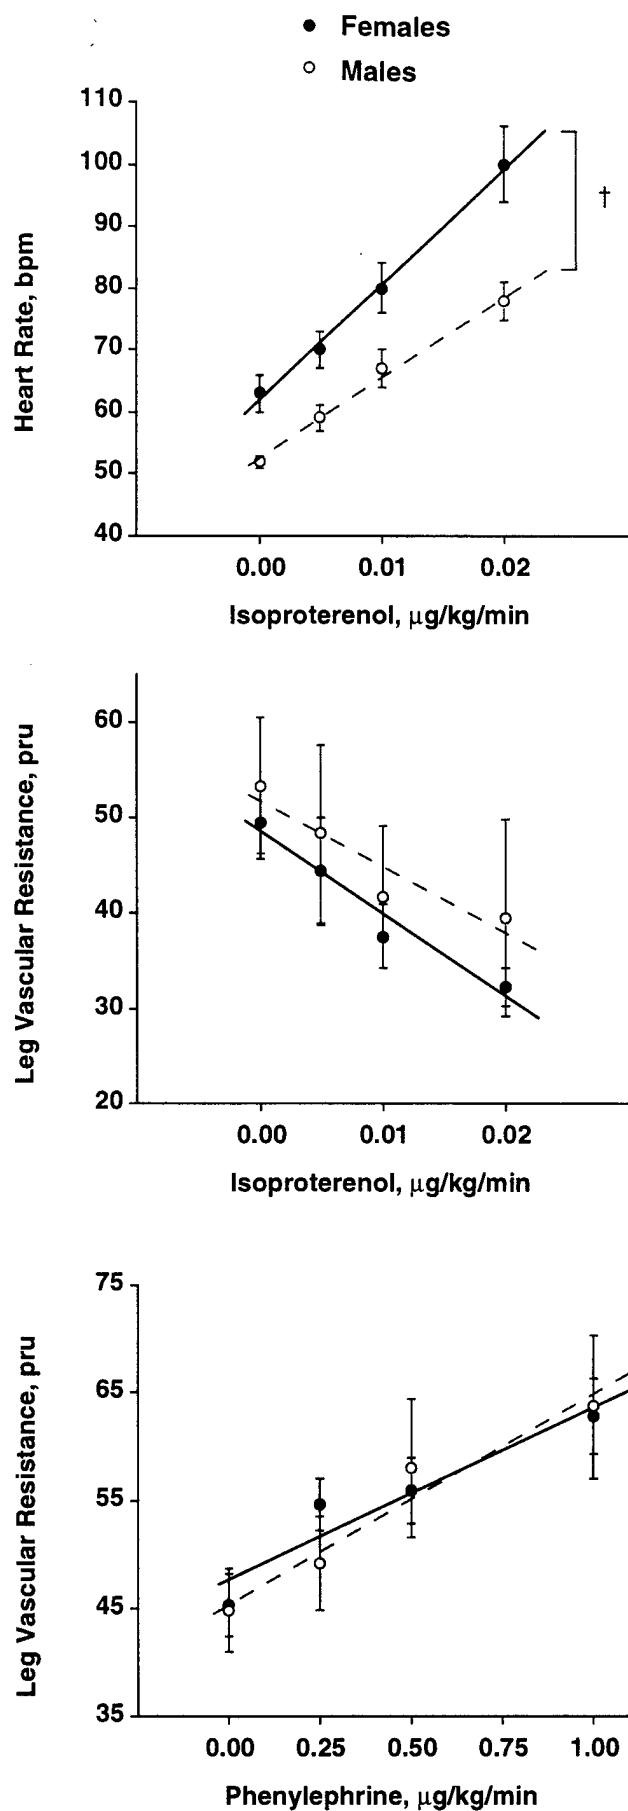 Females
Males
110
100
90
80
70
60
50
40
Heart Rate, bpm
†
0.00 0.01 0.02
Isoproterenol, μg/kg/min
60
50
40
30
20
Leg Vascular Resistance, pru
0.00 0.01 0.02
Isoproterenol, μg/kg/min
75
65
55
45
35
Leg Vascular Resistance, pru
0.00 0.25 0.50 0.75 1.00
Phenylephrine, μg/kg/min